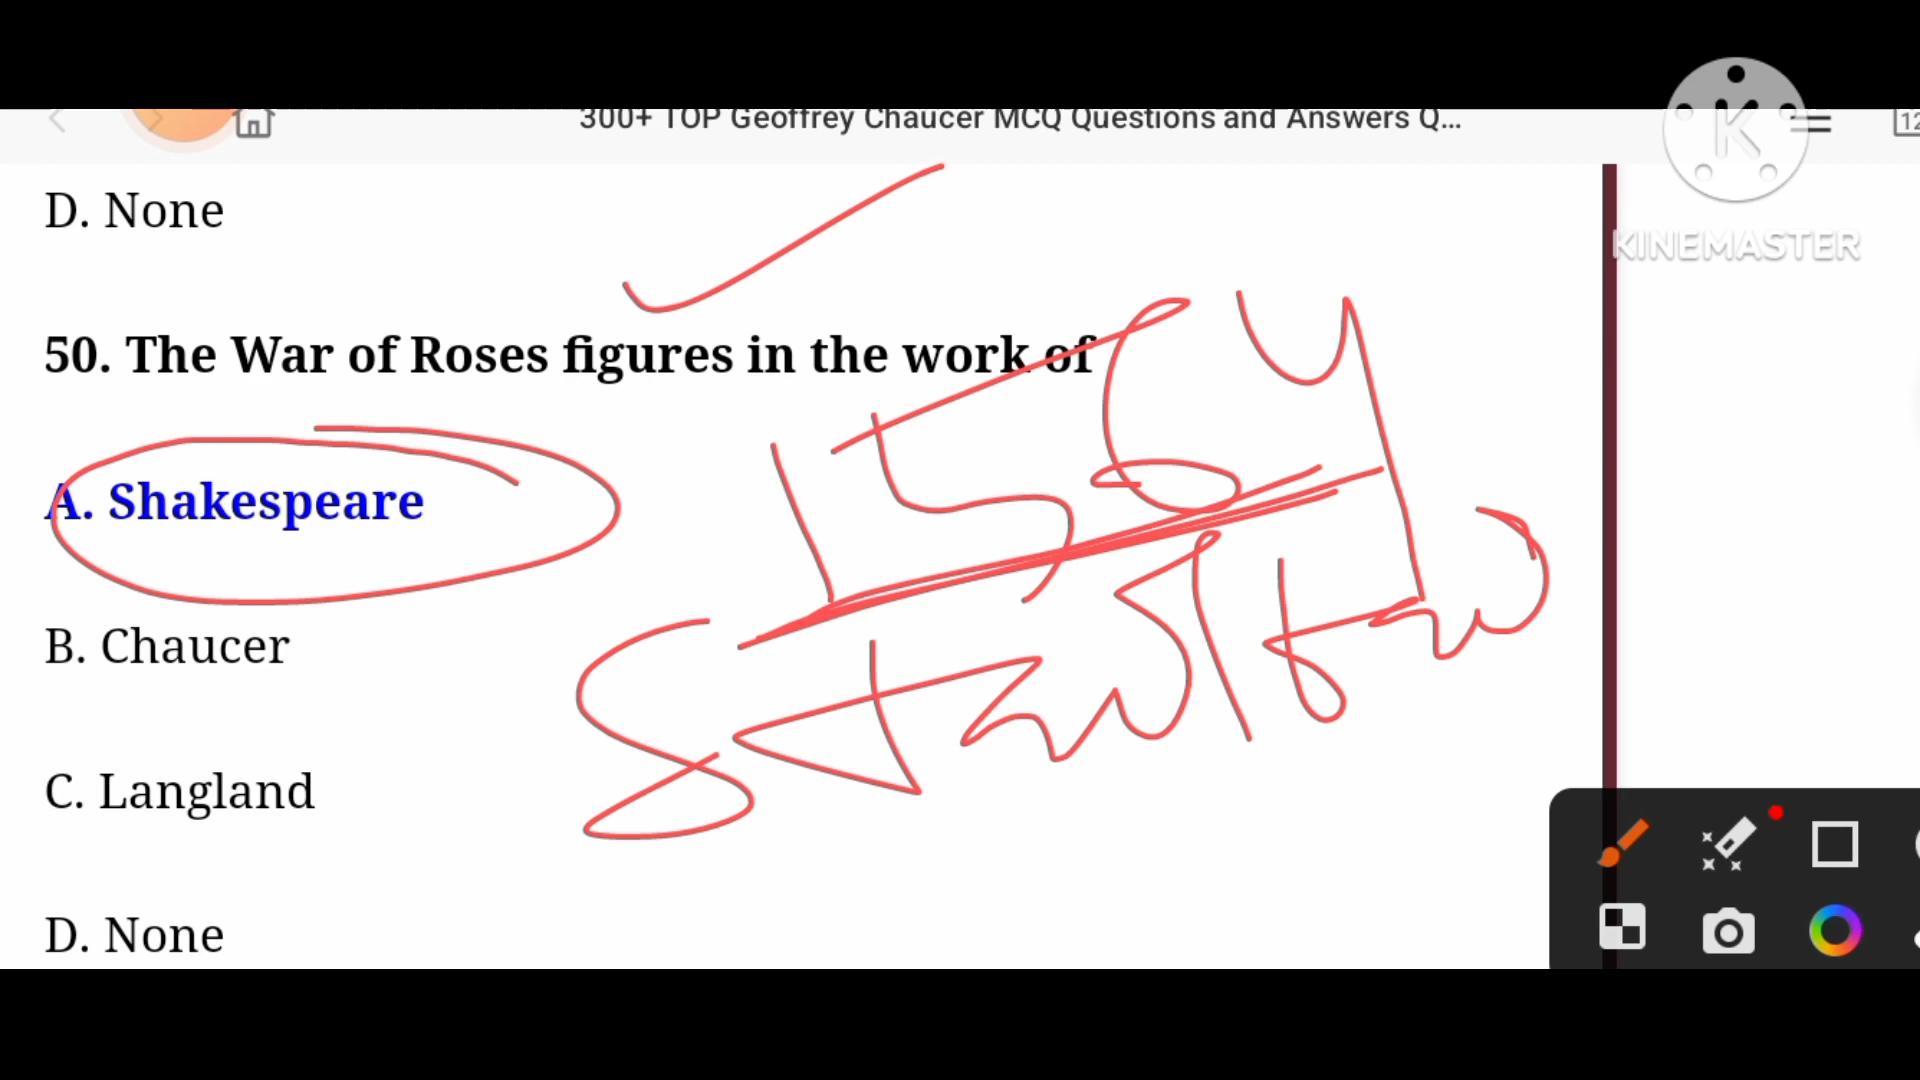 300+ TOP Geoffrey Chaucer MCQ Questions and Answers Q...
12
K
KINEMASTER
D. None
50. The War of Roses figures in the work of
A. Shakespeare
1564
B. Chaucer
C. Langland
D. None